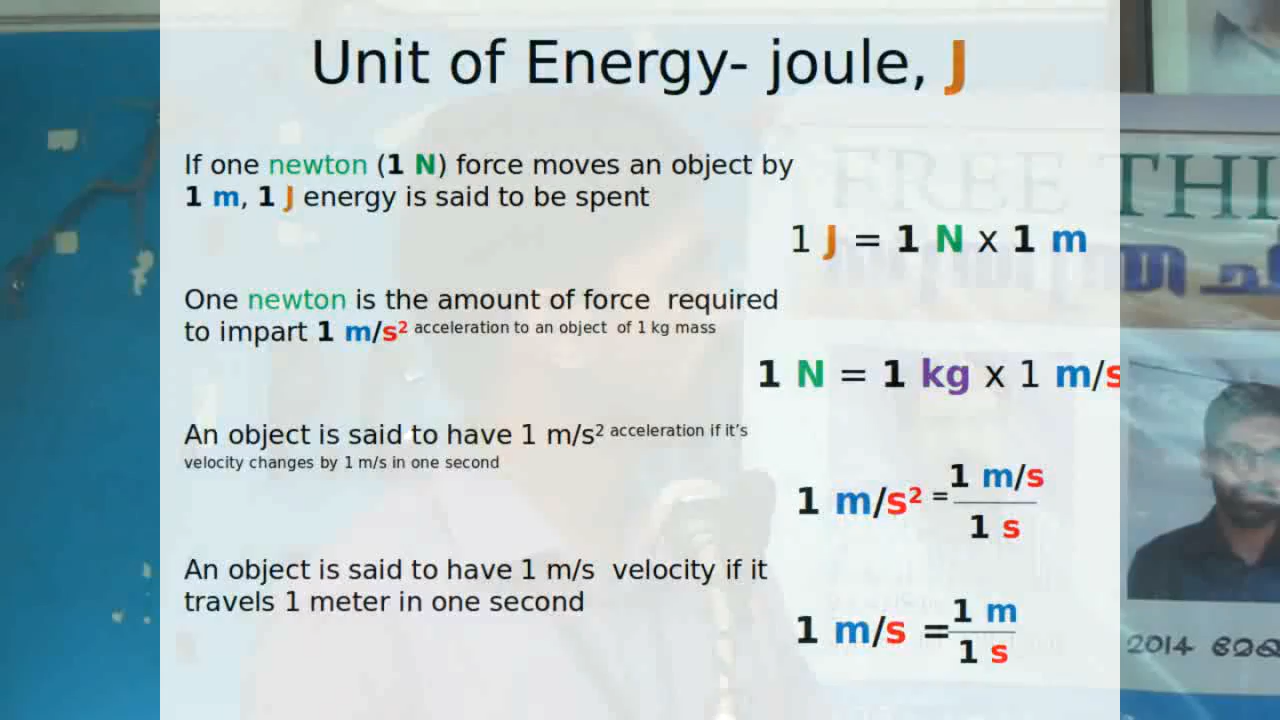 Unit of Energy- joule, J
If one newton (1 N) force moves an object by
1 m, 1 J energy is said to be spent
1 J = 1 N x 1 m
One newton is the amount of force required
to impart 1 m/s² acceleration to an object of 1 kg mass
1 N = 1 kg x 1 m/s
An object is said to have 1 m/s² acceleration if it's
velocity changes by 1 m/s in one second
1 m/s² =
1 m/s
1 s
An object is said to have 1 m/s velocity if it
travels 1 meter in one second
1 m/s =
1 m
1 s
FREE THI
2014 മേയ